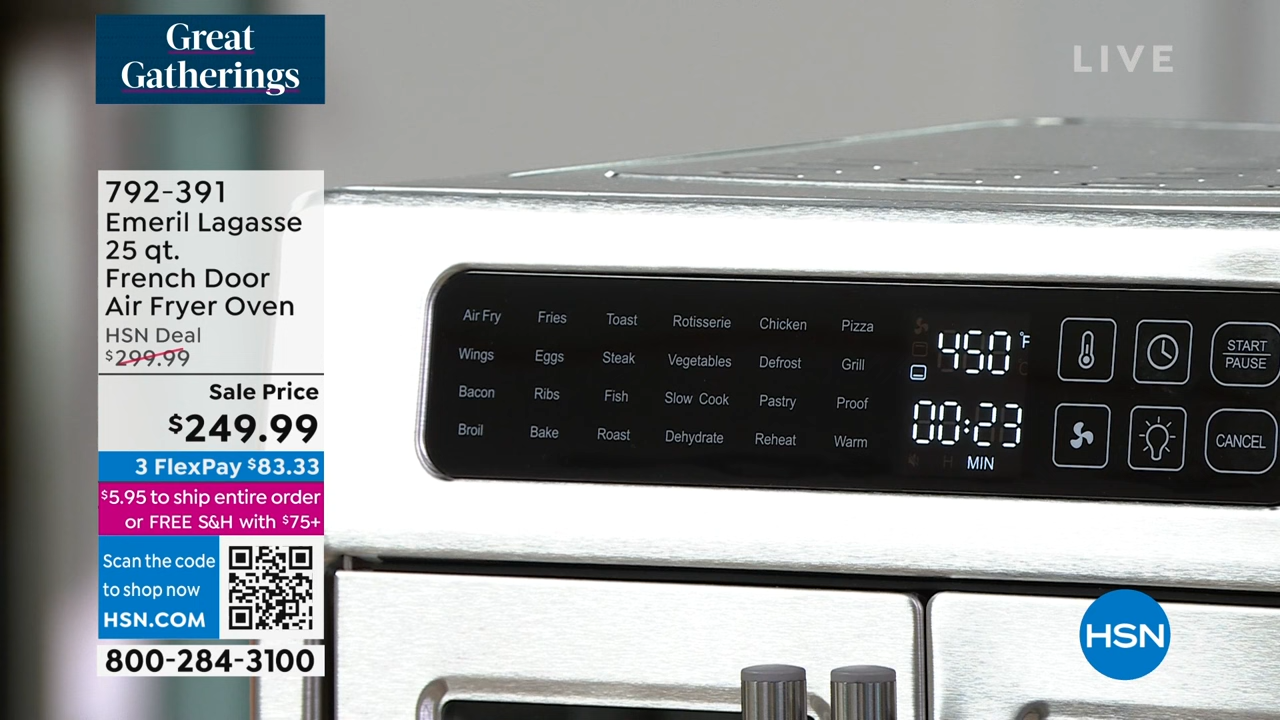 Great
Gatherings
LIVE
792-391
Emeril Lagasse
25 qt.
French Door
Air Fryer Oven
HSN Deal
$299.99
Sale Price
$249.99
3 FlexPay $83.33
$5.95 to ship entire order
or FREE S&H with $75+
Scan the code
to shop now
HSN.COM
800-284-3100
Air Fry Fries Toast Rotisserie Chicken Pizza
Wings Eggs Steak Vegetables Defrost Grill
Bacon Ribs Fish Slow Cook Pastry Proof
Broil Bake Roast Dehydrate Reheat Warm
450 °F
00:23
H MIN
START
PAUSE
CANCEL
HSN